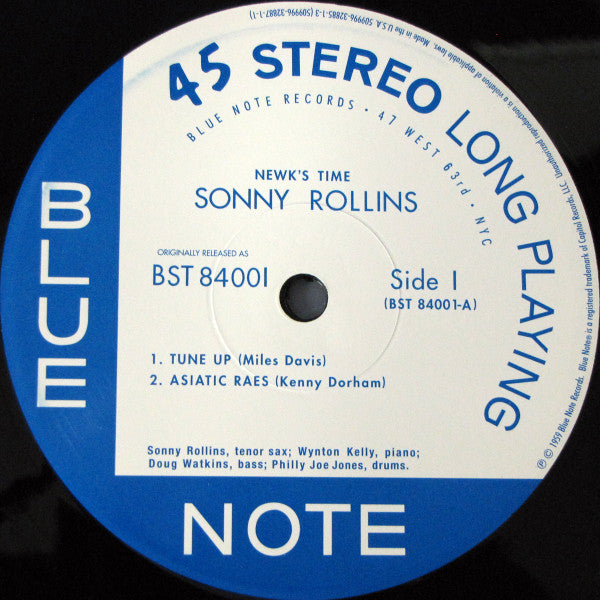 45 STEREO LONG PLAYING
BLUE NOTE RECORDS • 47 WEST 63rd • NYC
NEWK'S TIME
SONNY ROLLINS
ORIGINALLY RELEASED AS
BST 84001
Side 1
(BST 84001-A)
1. TUNE UP (Miles Davis)
2. ASIATIC RAES (Kenny Dorham)
Sonny Rollins, tenor sax; Wynton Kelly, piano;
Doug Watkins, bass; Philly Joe Jones, drums.
BLUE
NOTE
℗ © 1959 Blue Note Records. Blue Note® is a registered trademark of Capitol Records, LLC. Unauthorized reproduction is a violation of applicable laws. Made in the U.S.A. 509996-32885-1-3 (509996-32887-1-1)